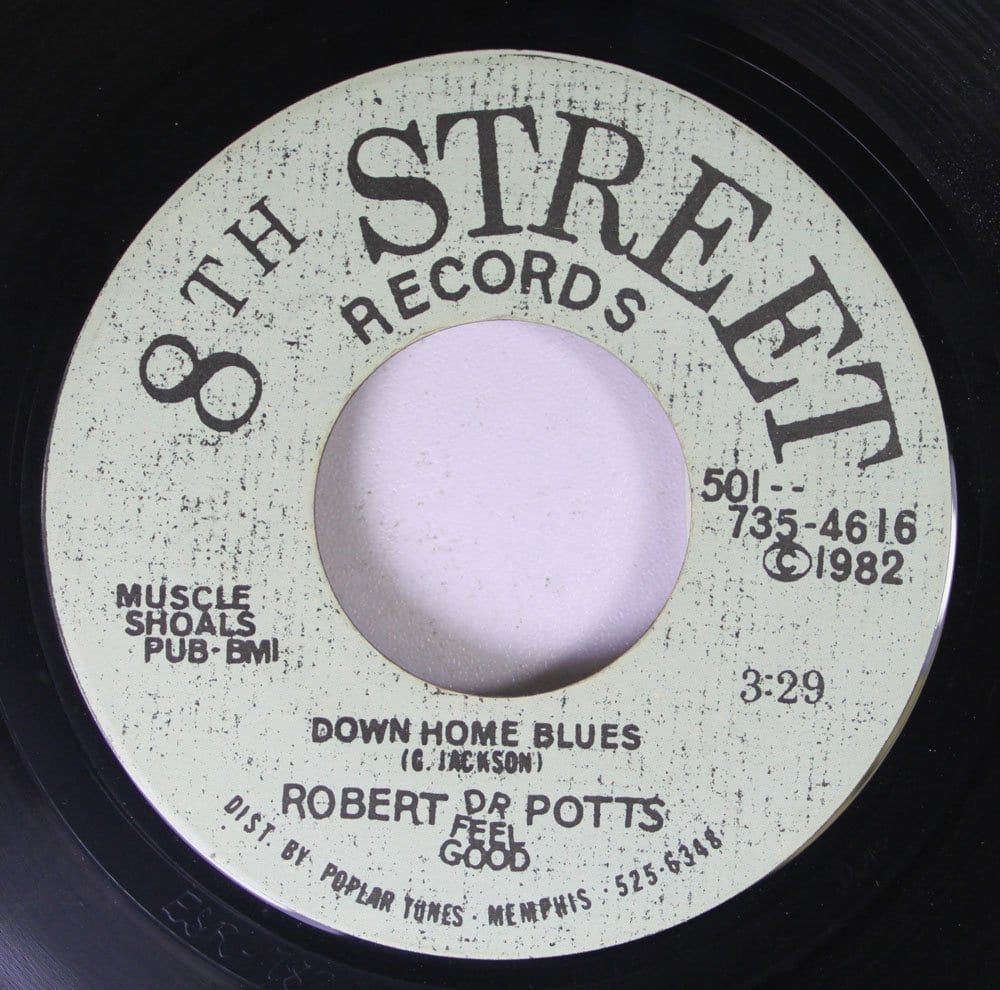 8TH STREET
RECORDS
501--
735-4616
©1982
MUSCLE
SHOALS
PUB-BMI
3:29
DOWN HOME BLUES
(G. JACKSON)
ROBERT DR FEEL GOOD POTTS
DIST. BY POPLAR TUNES · MEMPHIS · 525-6348